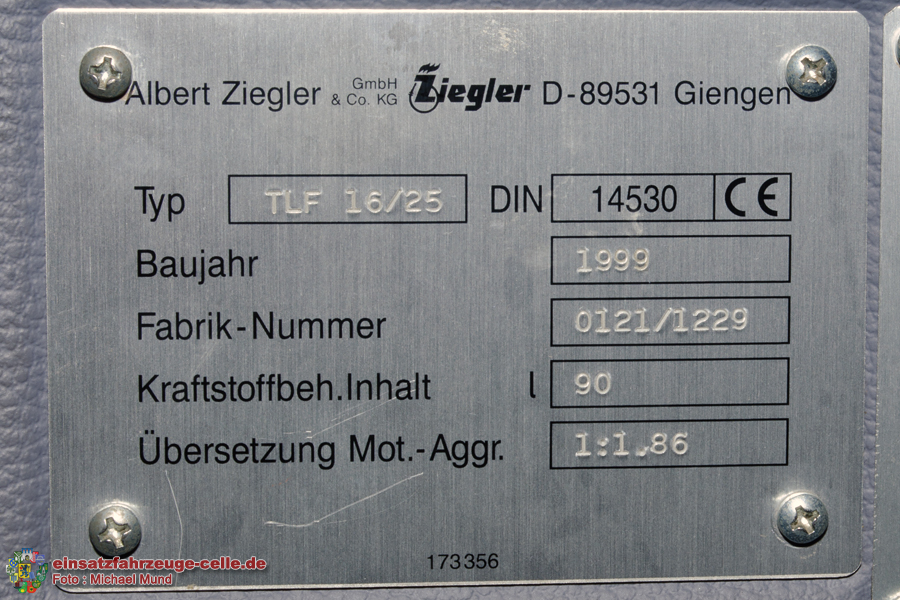 Albert Ziegler GmbH & Co. KG Ziegler D-89531 Giengen
Typ TLF 16/25 DIN 14530 CE
Baujahr 1999
Fabrik-Nummer 0121/1229
Kraftstoffbeh.Inhalt l 90
Übersetzung Mot.-Aggr. 1:1.86
173356
einsatzfahrzeuge-celle.de
Foto : Michael Mund